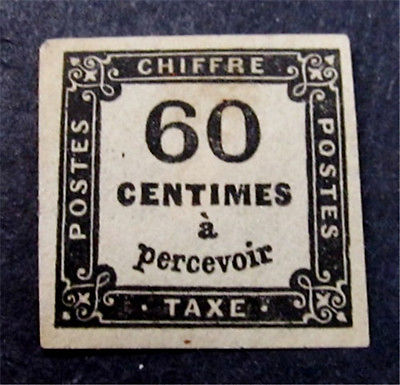 CHIFFRE
POSTES
60
CENTIMES
à
percevoir
POSTES
· TAXE ·